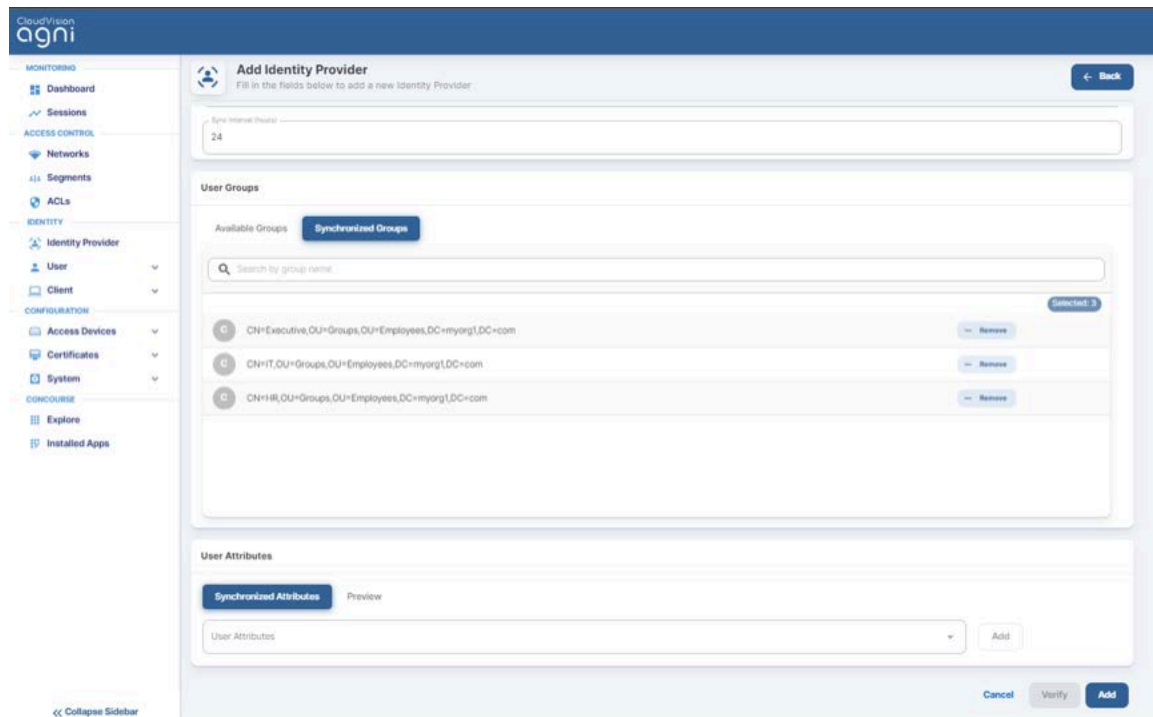 CloudVision
agni
MONITORING
Dashboard
Sessions
ACCESS CONTROL
Networks
Segments
ACLs
IDENTITY
Identity Provider
User
Client
CONFIGURATION
Access Devices
Certificates
System
CONCOURSE
Explore
Installed Apps
Collapse Sidebar
Add Identity Provider
Fill in the fields below to add a new Identity Provider
Back
Sync Interval (hours)
24
User Groups
Available Groups
Synchronized Groups
Search by group name
Selected: 3
C CN=Executive,OU=Groups,OU=Employees,DC=myorg1,DC=com Remove
C CN=IT,OU=Groups,OU=Employees,DC=myorg1,DC=com Remove
C CN=HR,OU=Groups,OU=Employees,DC=myorg1,DC=com Remove
User Attributes
Synchronized Attributes
Preview
User Attributes
Add
Cancel
Verify
Add